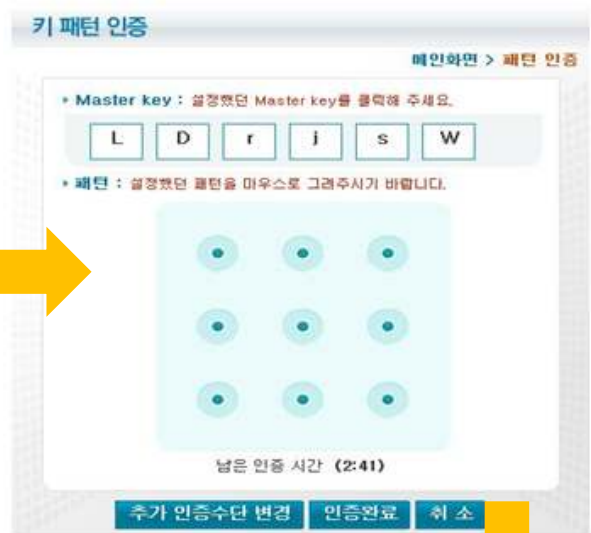 키 패턴 인증
메인화면 > 패턴 인증
Master key : 설정했던 Master key를 클릭해 주세요.
L D r j s W
패턴 : 설정했던 패턴을 마우스로 그려주시기 바랍니다.
남은 인증 시간 (2:41)
추가 인증수단 변경 인증완료 취 소